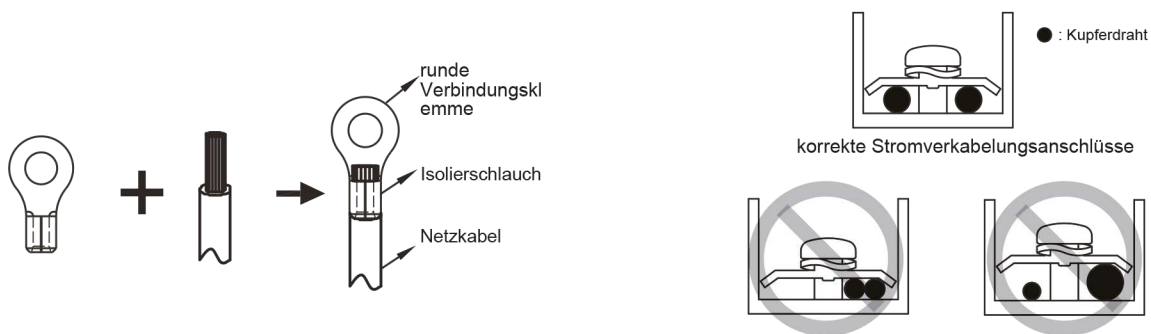 runde
Verbindungskl
emme
Isolierschlauch
Netzkabel
: Kupferdraht
korrekte Stromverkabelungsanschlüsse